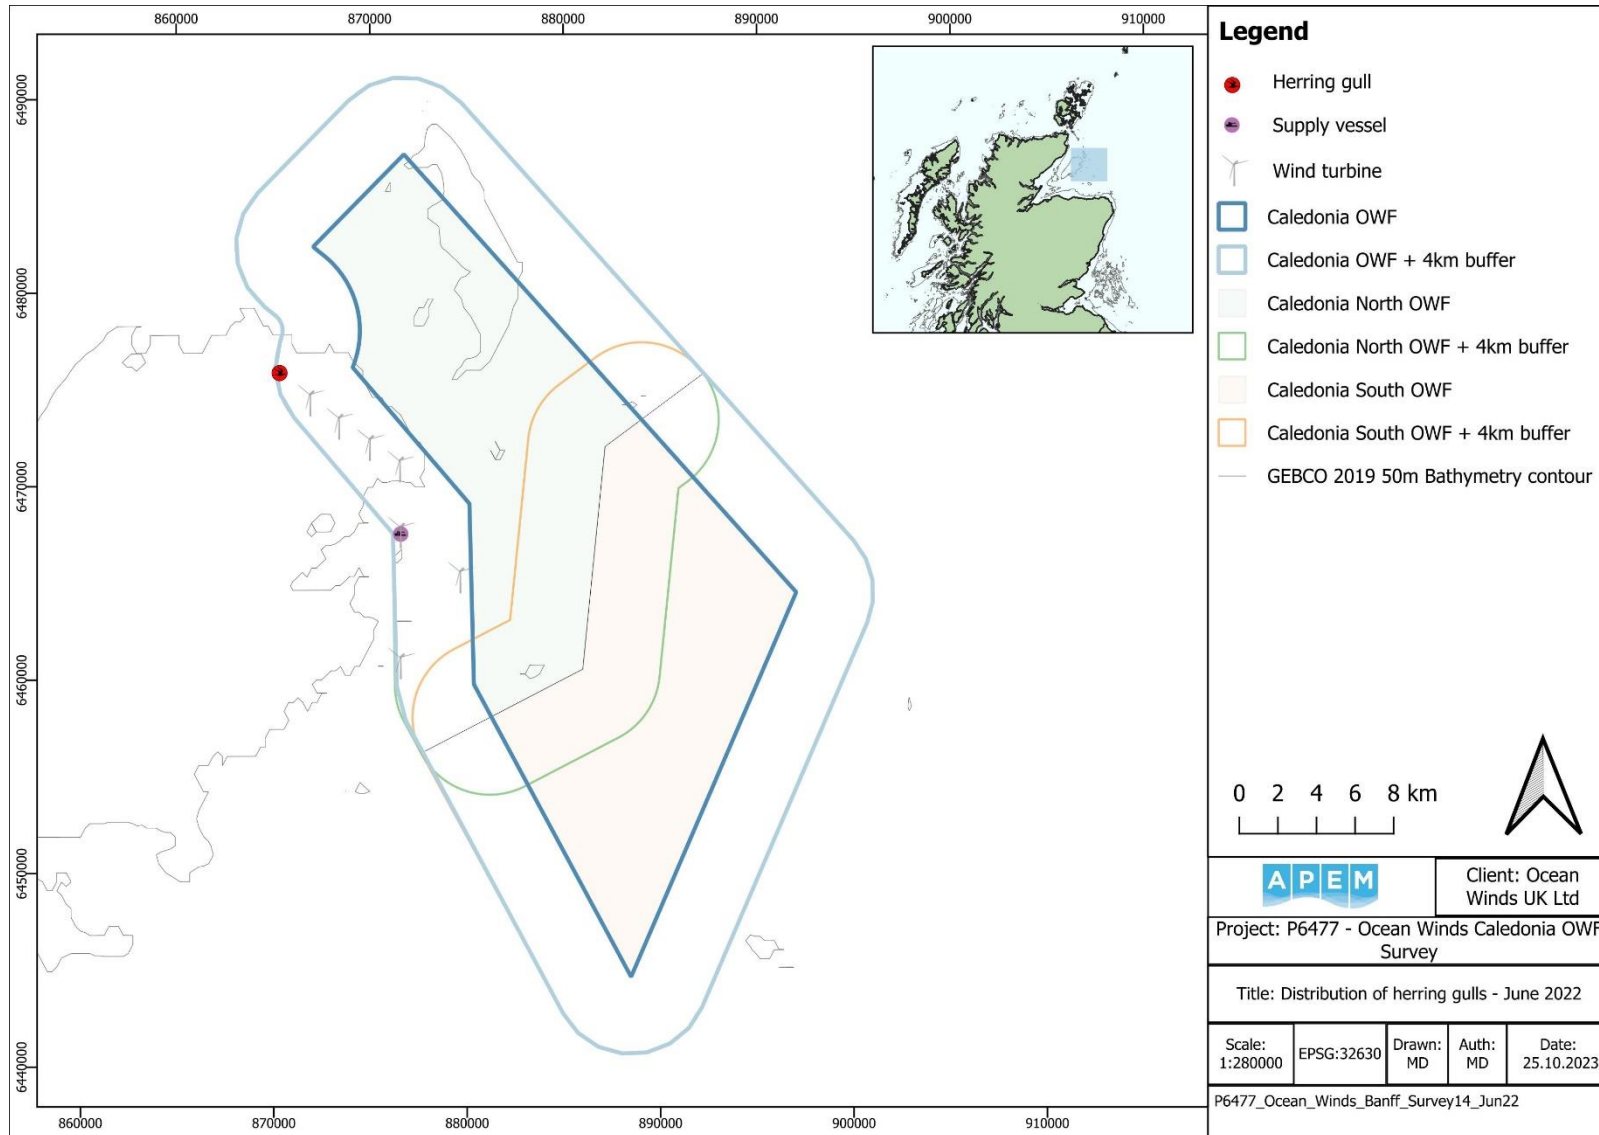 860000 870000 880000 890000 900000 910000
6490000
6480000
6470000
6460000
6450000
6440000
860000 870000 880000 890000 900000 910000
Legend
Herring gull
Supply vessel
Wind turbine
Caledonia OWF
Caledonia OWF + 4km buffer
Caledonia North OWF
Caledonia North OWF + 4km buffer
Caledonia South OWF
Caledonia South OWF + 4km buffer
GEBCO 2019 50m Bathymetry contour
0 2 4 6 8 km
APEM
Client: Ocean
Winds UK Ltd
Project: P6477 - Ocean Winds Caledonia OWF
Survey
Title: Distribution of herring gulls - June 2022
Scale:
1:280000
EPSG:32630
Drawn:
MD
Auth:
MD
Date:
25.10.2023
P6477_Ocean_Winds_Banff_Survey14_Jun22